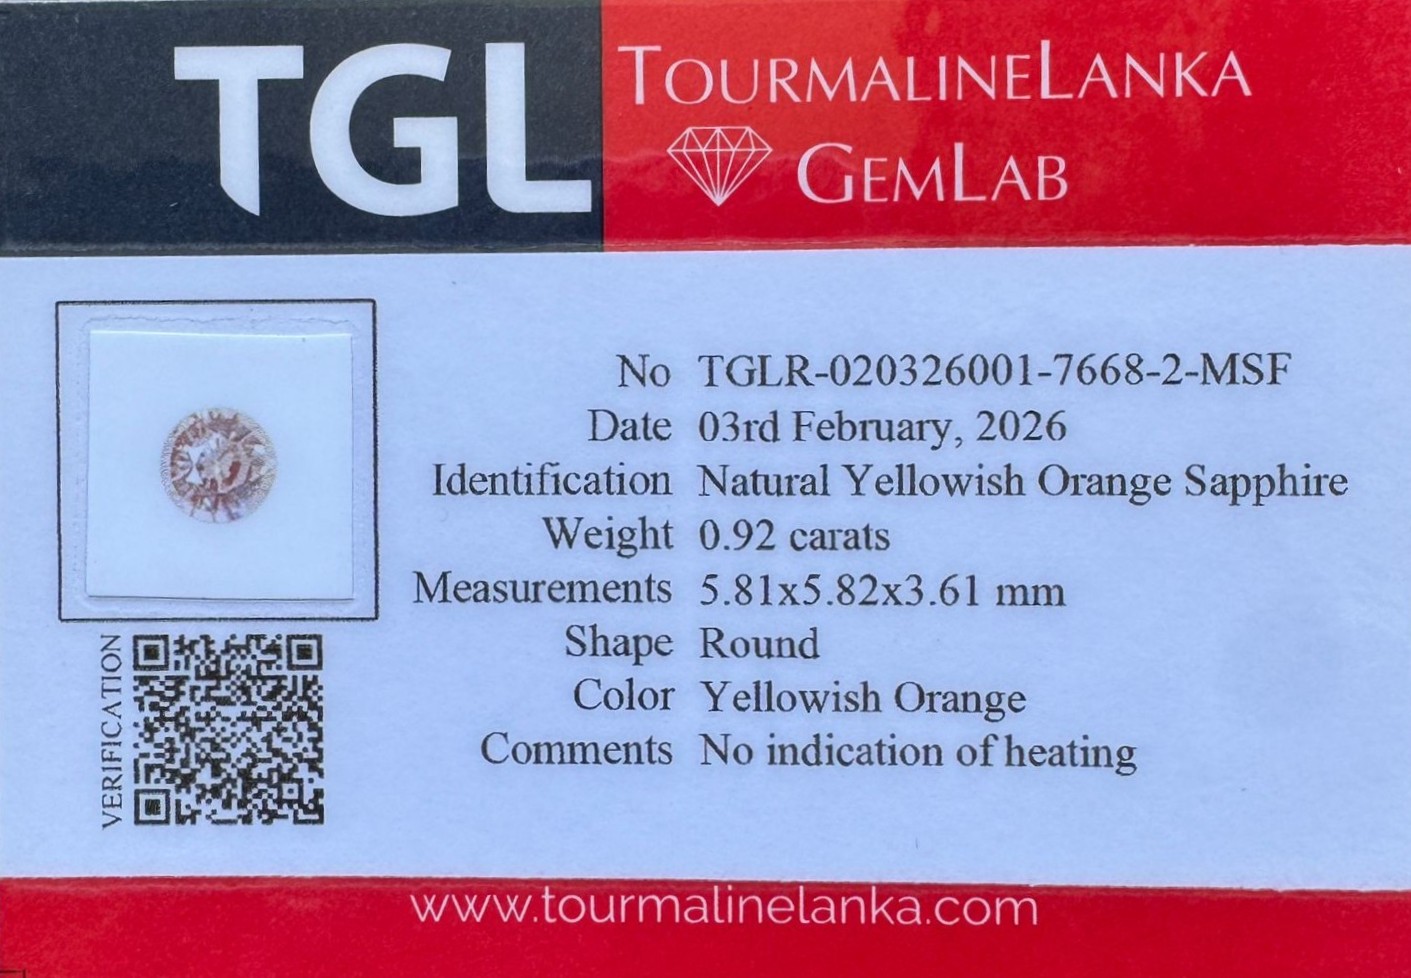 TGL
TOURMALINELANKA
GEMLAB
No TGLR-020326001-7668-2-MSF
Date 03rd February, 2026
Identification Natural Yellowish Orange Sapphire
Weight 0.92 carats
Measurements 5.81x5.82x3.61 mm
Shape Round
Color Yellowish Orange
Comments No indication of heating
VERIFICATION
www.tourmalinelanka.com